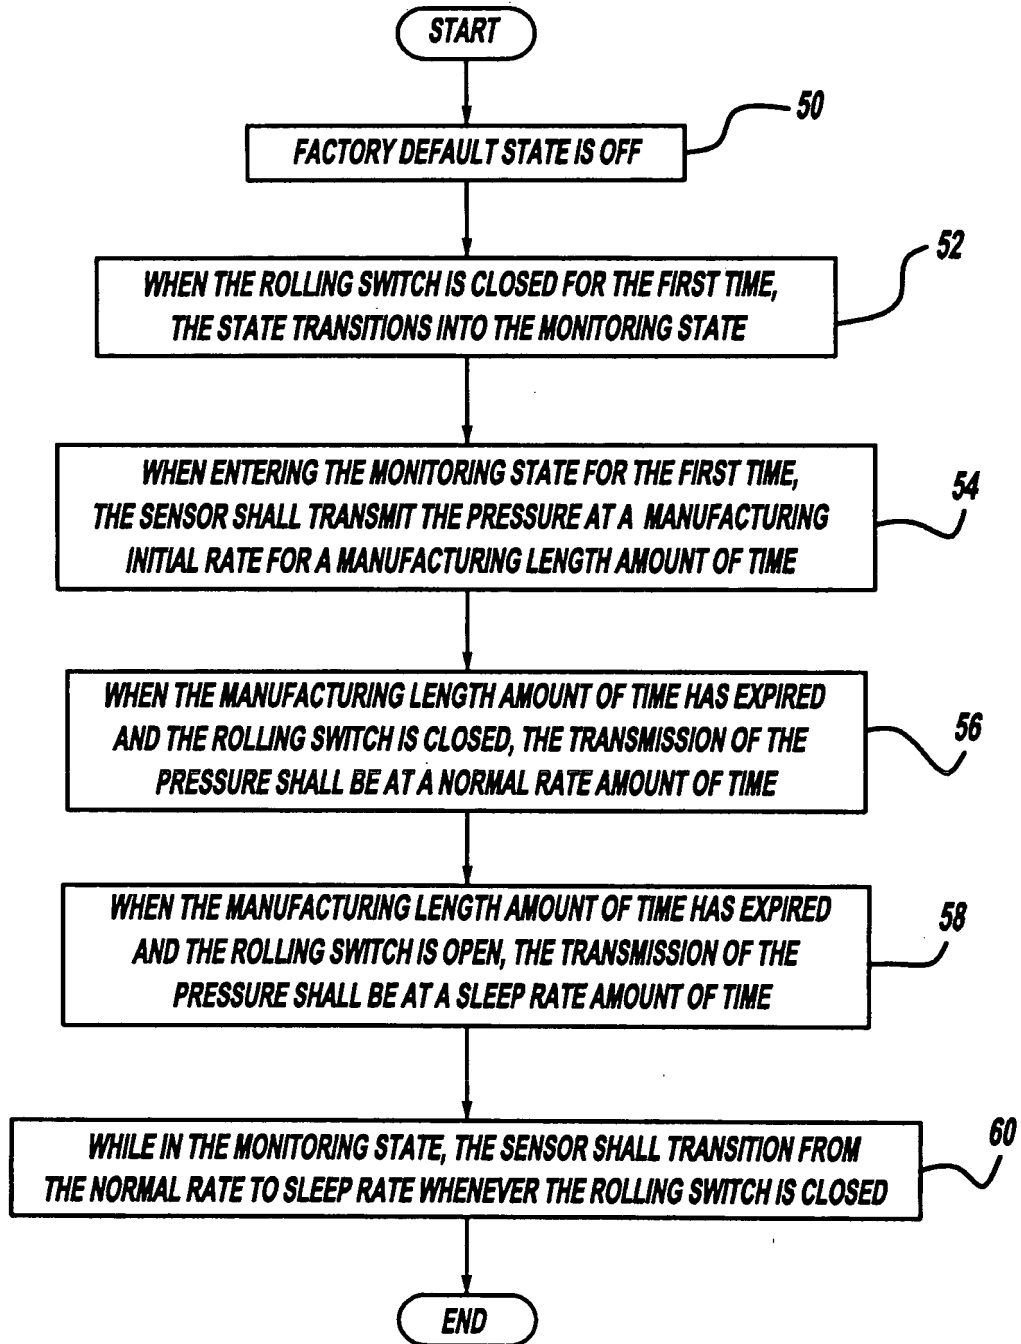 START
FACTORY DEFAULT STATE IS OFF
50
WHEN THE ROLLING SWITCH IS CLOSED FOR THE FIRST TIME,
THE STATE TRANSITIONS INTO THE MONITORING STATE
52
WHEN ENTERING THE MONITORING STATE FOR THE FIRST TIME,
THE SENSOR SHALL TRANSMIT THE PRESSURE AT A MANUFACTURING
INITIAL RATE FOR A MANUFACTURING LENGTH AMOUNT OF TIME
54
WHEN THE MANUFACTURING LENGTH AMOUNT OF TIME HAS EXPIRED
AND THE ROLLING SWITCH IS CLOSED, THE TRANSMISSION OF THE
PRESSURE SHALL BE AT A NORMAL RATE AMOUNT OF TIME
56
WHEN THE MANUFACTURING LENGTH AMOUNT OF TIME HAS EXPIRED
AND THE ROLLING SWITCH IS OPEN, THE TRANSMISSION OF THE
PRESSURE SHALL BE AT A SLEEP RATE AMOUNT OF TIME
58
WHILE IN THE MONITORING STATE, THE SENSOR SHALL TRANSITION FROM
THE NORMAL RATE TO SLEEP RATE WHENEVER THE ROLLING SWITCH IS CLOSED
60
END